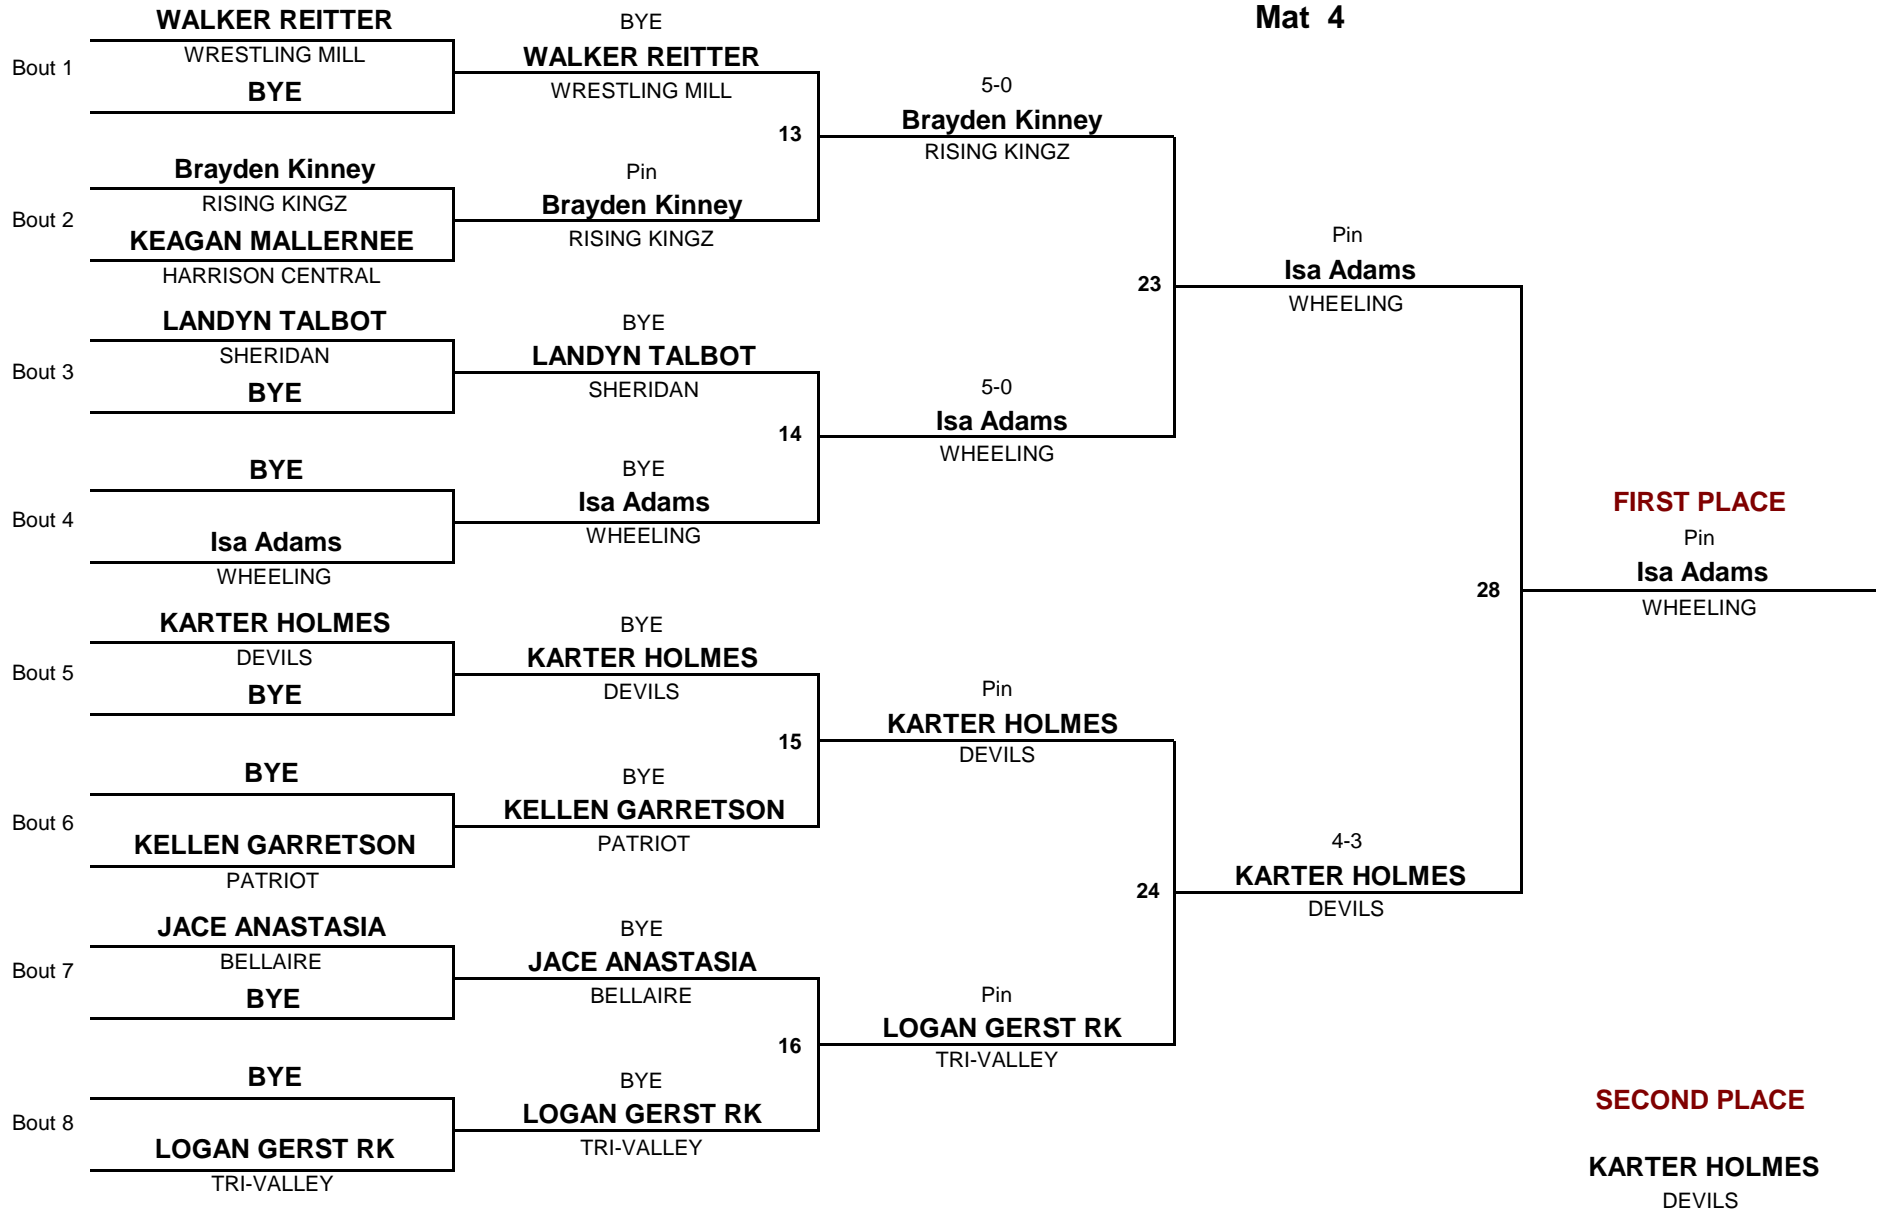 Mat 4
WALKER REITTER
Bout 1
WRESTLING MILL
BYE
Brayden Kinney
Bout 2
RISING KINGZ
KEAGAN MALLERNEE
HARRISON CENTRAL
LANDYN TALBOT
Bout 3
SHERIDAN
BYE
BYE
Bout 4
Isa Adams
WHEELING
KARTER HOLMES
Bout 5
DEVILS
BYE
BYE
Bout 6
KELLEN GARRETSON
PATRIOT
JACE ANASTASIA
Bout 7
BELLAIRE
BYE
BYE
Bout 8
LOGAN GERST RK
TRI-VALLEY
BYE
WALKER REITTER
WRESTLING MILL
13
Pin
Brayden Kinney
RISING KINGZ
BYE
LANDYN TALBOT
SHERIDAN
14
BYE
Isa Adams
WHEELING
BYE
KARTER HOLMES
DEVILS
15
BYE
KELLEN GARRETSON
PATRIOT
BYE
JACE ANASTASIA
BELLAIRE
16
BYE
LOGAN GERST RK
TRI-VALLEY
5-0
Brayden Kinney
RISING KINGZ
23
5-0
Isa Adams
WHEELING
Pin
KARTER HOLMES
DEVILS
24
Pin
LOGAN GERST RK
TRI-VALLEY
Pin
Isa Adams
WHEELING
28
4-3
KARTER HOLMES
DEVILS
FIRST PLACE
Pin
Isa Adams
WHEELING
SECOND PLACE
KARTER HOLMES
DEVILS